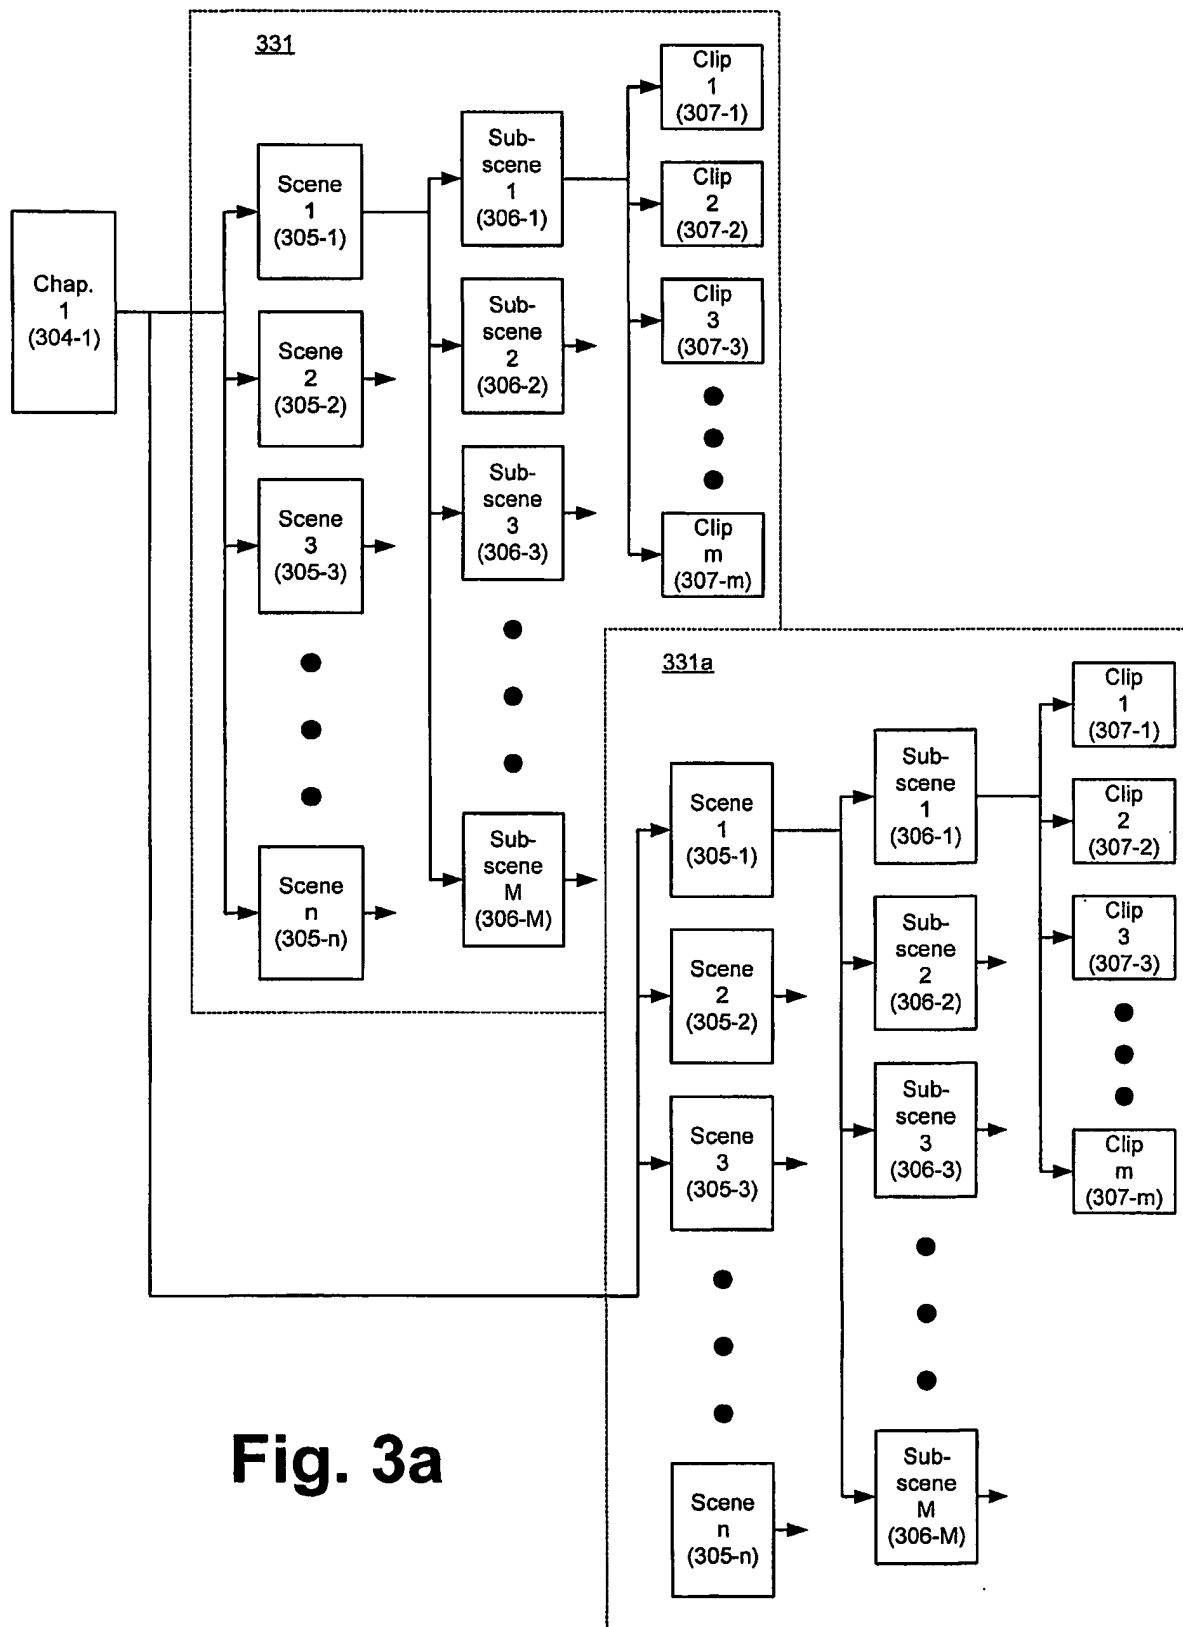 331
Chap.
1
(304-1)
Scene
1
(305-1)
Scene
2
(305-2)
Scene
3
(305-3)
Scene
n
(305-n)
Sub-
scene
1
(306-1)
Sub-
scene
2
(306-2)
Sub-
scene
3
(306-3)
Sub-
scene
M
(306-M)
Clip
1
(307-1)
Clip
2
(307-2)
Clip
3
(307-3)
Clip
m
(307-m)
331a
Scene
1
(305-1)
Scene
2
(305-2)
Scene
3
(305-3)
Scene
n
(305-n)
Sub-
scene
1
(306-1)
Sub-
scene
2
(306-2)
Sub-
scene
3
(306-3)
Sub-
scene
M
(306-M)
Clip
1
(307-1)
Clip
2
(307-2)
Clip
3
(307-3)
Clip
m
(307-m)
Fig. 3a